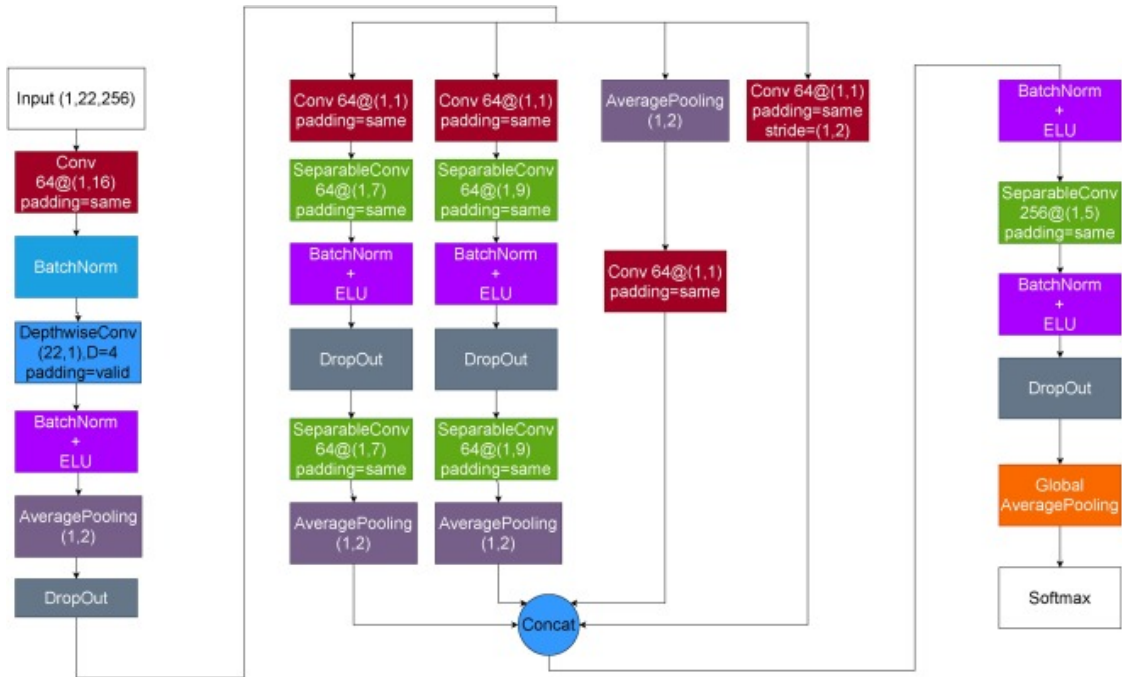 Input (1,22,256)
Conv
64@(1,16)
padding=same
BatchNorm
DepthwiseConv
(22,1),D=4
padding=valid
BatchNorm
+
ELU
AveragePooling
(1,2)
DropOut
Conv 64@(1,1)
padding=same
SeparableConv
64@(1,7)
padding=same
BatchNorm
+
ELU
DropOut
SeparableConv
64@(1,7)
padding=same
AveragePooling
(1,2)
Conv 64@(1,1)
padding=same
SeparableConv
64@(1,9)
padding=same
BatchNorm
+
ELU
DropOut
SeparableConv
64@(1,9)
padding=same
AveragePooling
(1,2)
AveragePooling
(1,2)
Conv 64@(1,1)
padding=same
Conv 64@(1,1)
padding=same
stride=(1,2)
Concat
BatchNorm
+
ELU
SeparableConv
256@(1,5)
padding=same
BatchNorm
+
ELU
DropOut
Global
AveragePooling
Softmax